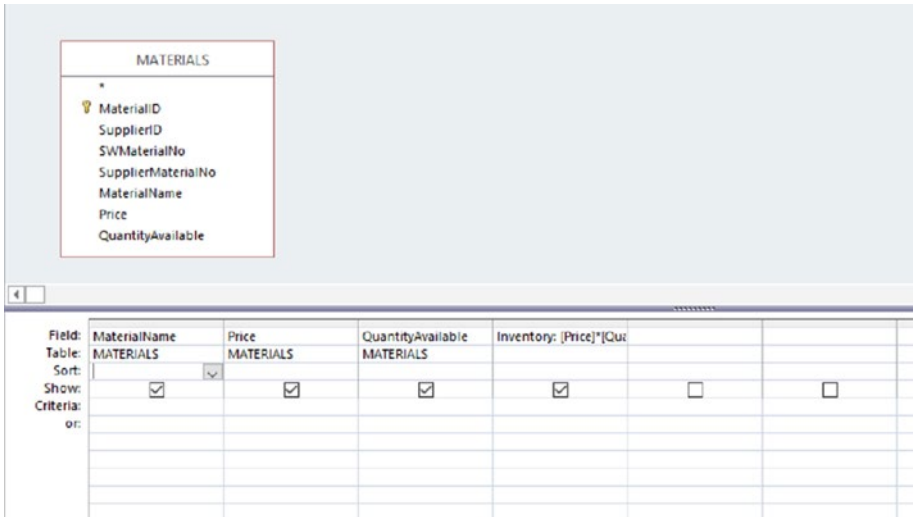 MATERIALS
*
MaterialID
SupplierID
SWMaterialNo
SupplierMaterialNo
MaterialName
Price
QuantityAvailable
Field: MaterialName Price QuantityAvailable Inventory: [Price]*[Qua
Table: MATERIALS MATERIALS MATERIALS
Sort:
Show:
Criteria:
or: